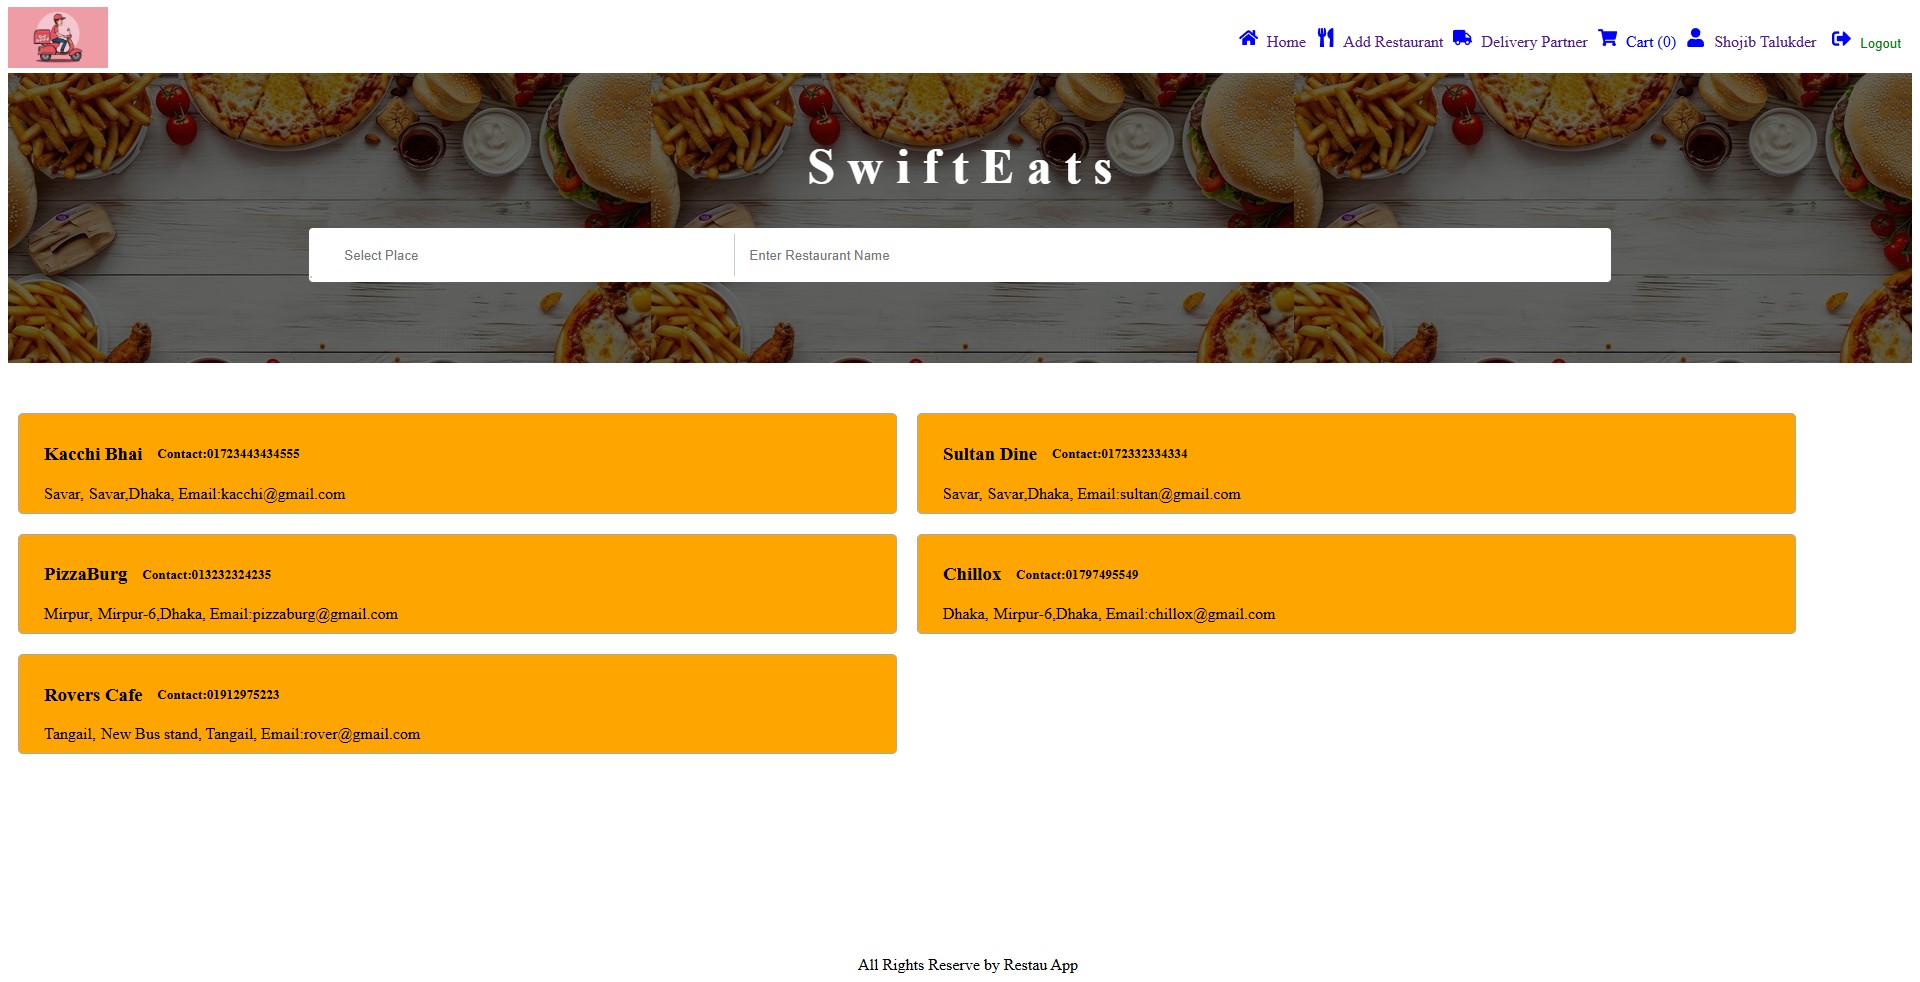 Home Add Restaurant Delivery Partner Cart (0) Shojib Talukder Logout
SwiftEats
Select Place Enter Restaurant Name
Kacchi Bhai Contact:01723443434555
Savar, Savar,Dhaka, Email:kacchi@gmail.com
Sultan Dine Contact:0172332334334
Savar, Savar,Dhaka, Email:sultan@gmail.com
PizzaBurg Contact:013232324235
Mirpur, Mirpur-6,Dhaka, Email:pizzaburg@gmail.com
Chillox Contact:01797495549
Dhaka, Mirpur-6,Dhaka, Email:chillox@gmail.com
Rovers Cafe Contact:01912975223
Tangail, New Bus stand, Tangail, Email:rover@gmail.com
All Rights Reserve by Restau App